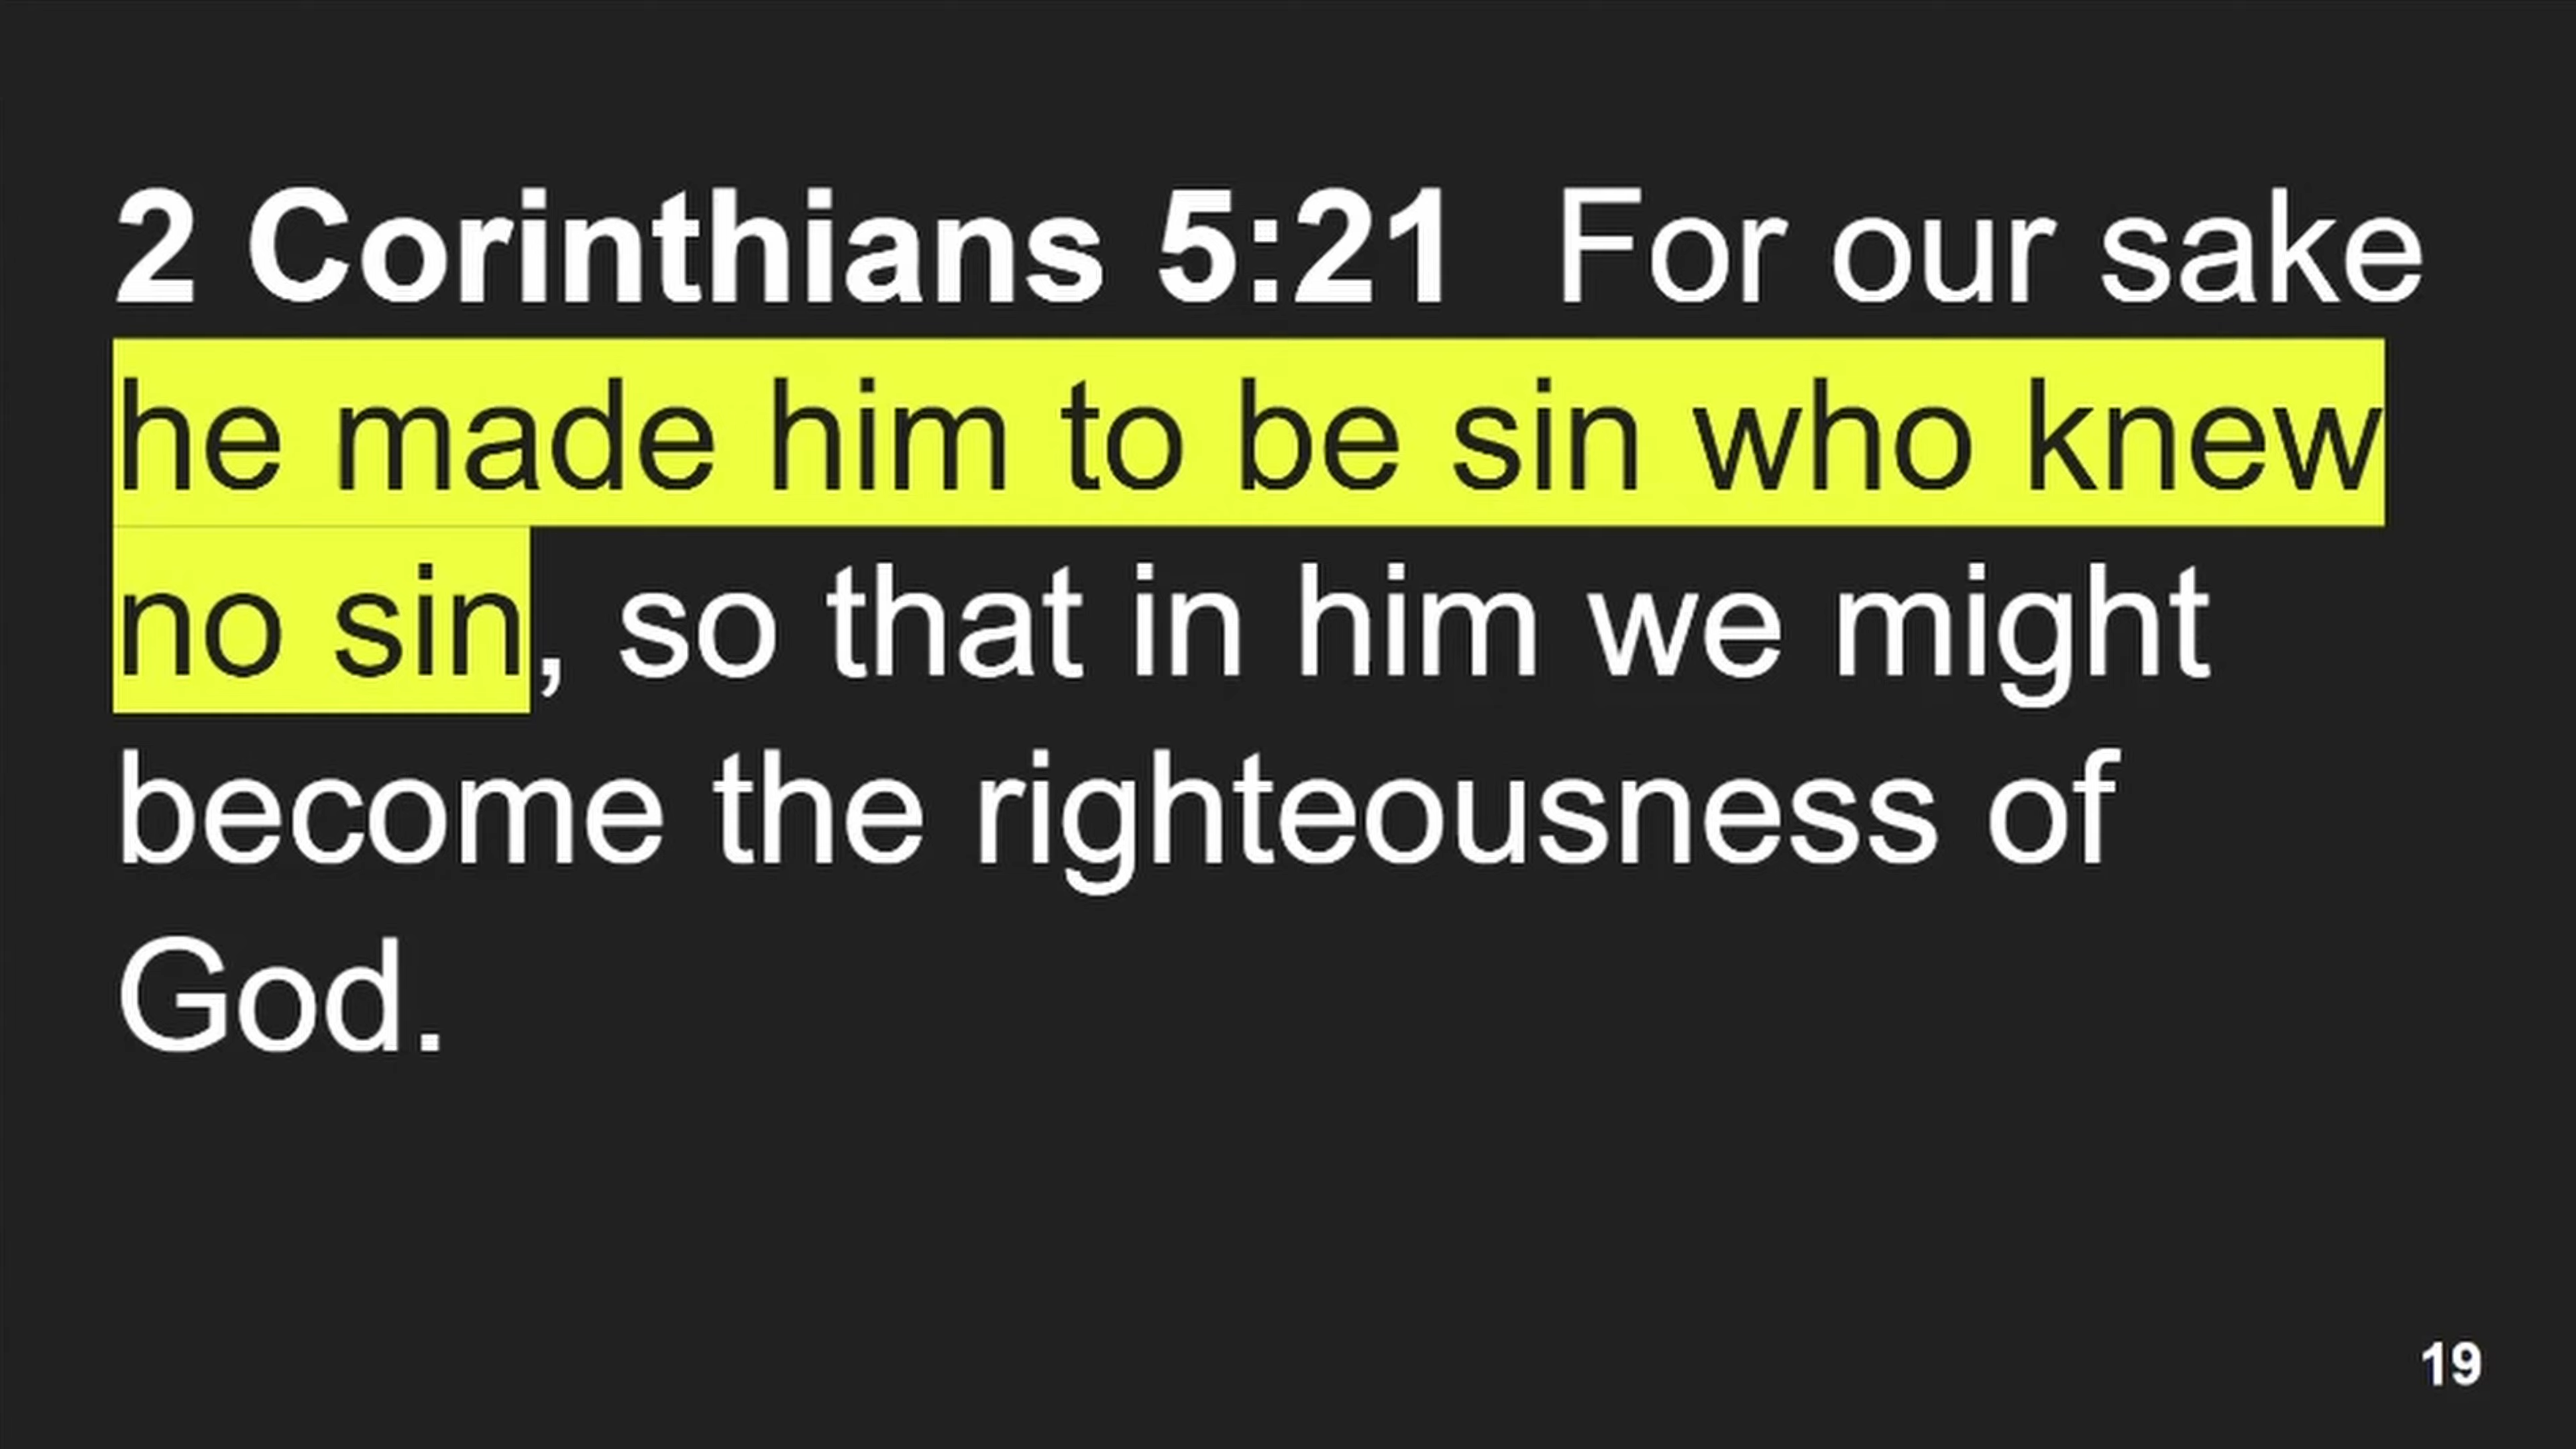 2 Corinthians 5:21  For our sake
he made him to be sin who knew
no sin, so that in him we might
become the righteousness of
God.
19